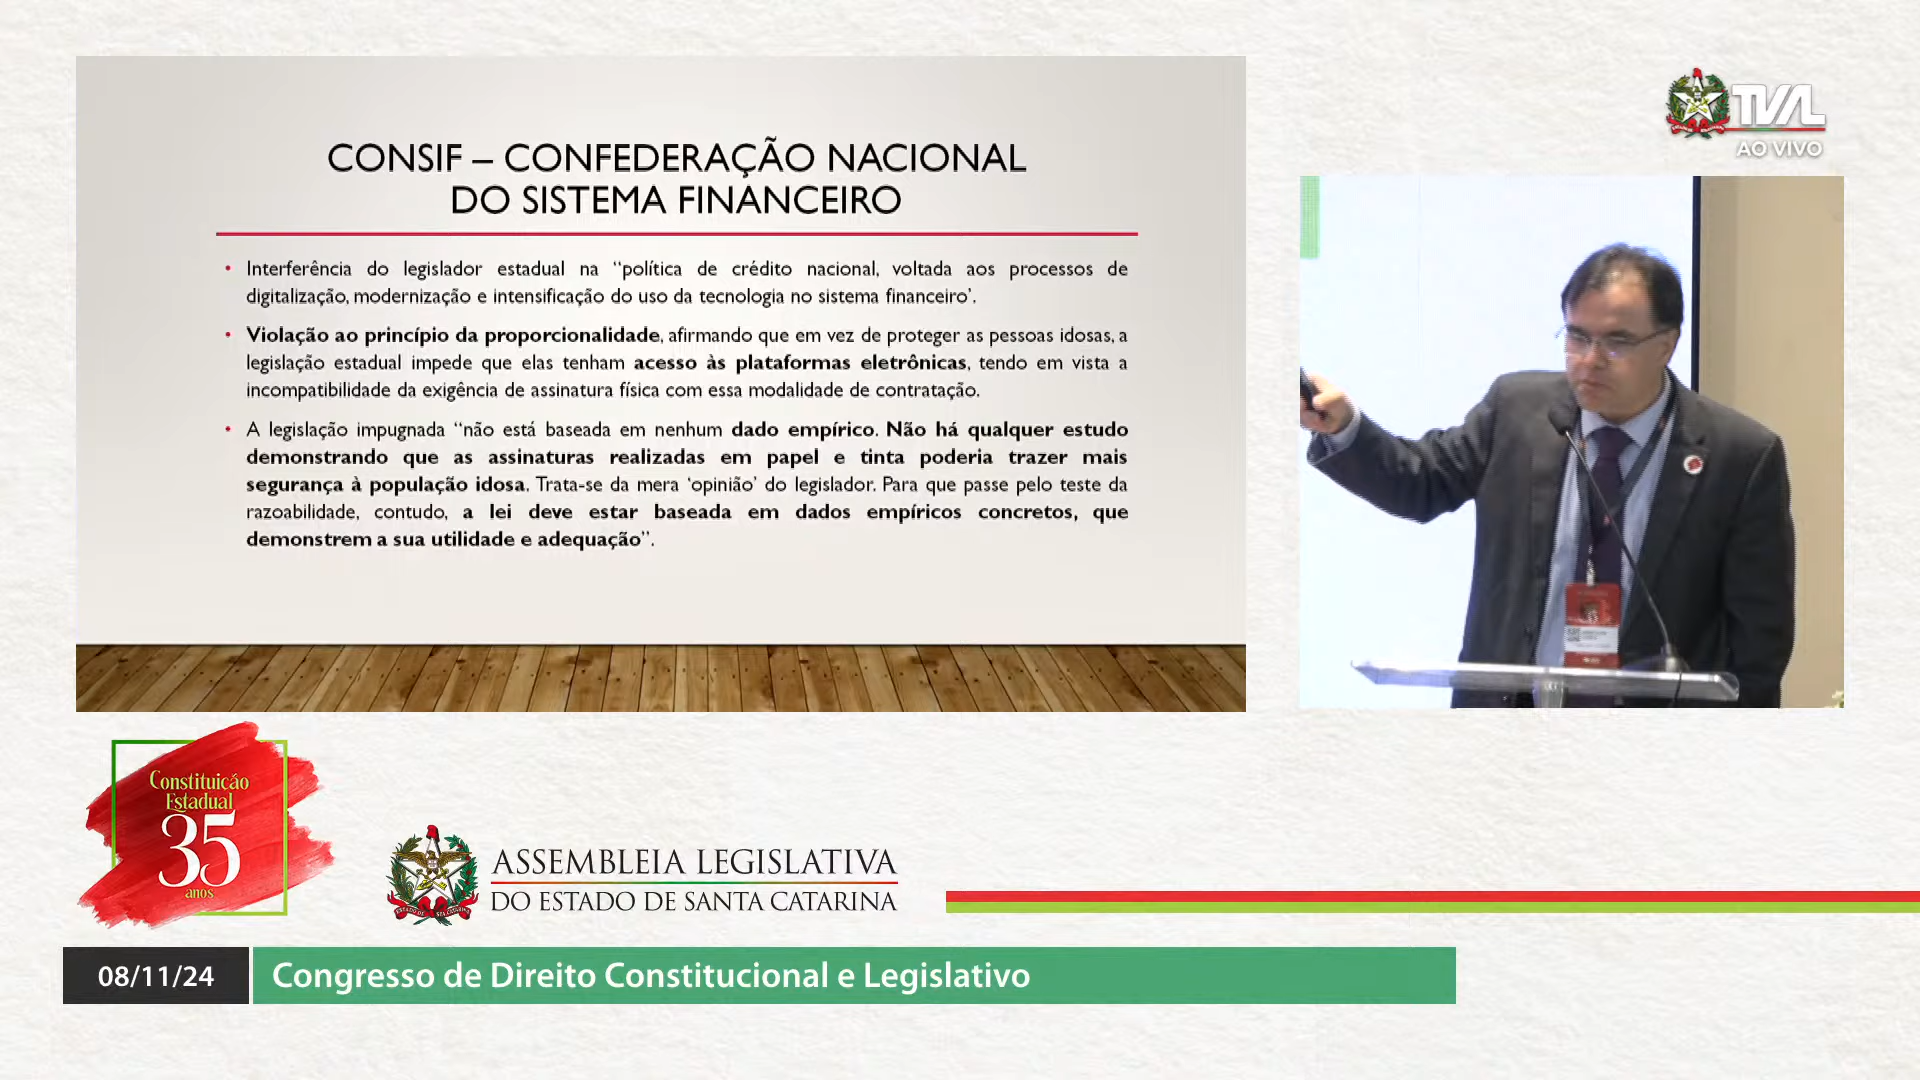 TVAL
AO VIVO
CONSIF – CONFEDERAÇÃO NACIONAL
DO SISTEMA FINANCEIRO
• Interferência do legislador estadual na “política de crédito nacional, voltada aos processos de
digitalização, modernização e intensificação do uso da tecnologia no sistema financeiro’.
• Violação ao princípio da proporcionalidade, afirmando que em vez de proteger as pessoas idosas, a
legislação estadual impede que elas tenham acesso às plataformas eletrônicas, tendo em vista a
incompatibilidade da exigência de assinatura física com essa modalidade de contratação.
• A legislação impugnada “não está baseada em nenhum dado empírico. Não há qualquer estudo
demonstrando que as assinaturas realizadas em papel e tinta poderia trazer mais
segurança à população idosa. Trata-se da mera ‘opinião’ do legislador. Para que passe pelo teste da
razoabilidade, contudo, a lei deve estar baseada em dados empíricos concretos, que
demonstrem a sua utilidade e adequação”.
Constituição
Estadual
35
anos
ASSEMBLEIA LEGISLATIVA
DO ESTADO DE SANTA CATARINA
08/11/24
Congresso de Direito Constitucional e Legislativo